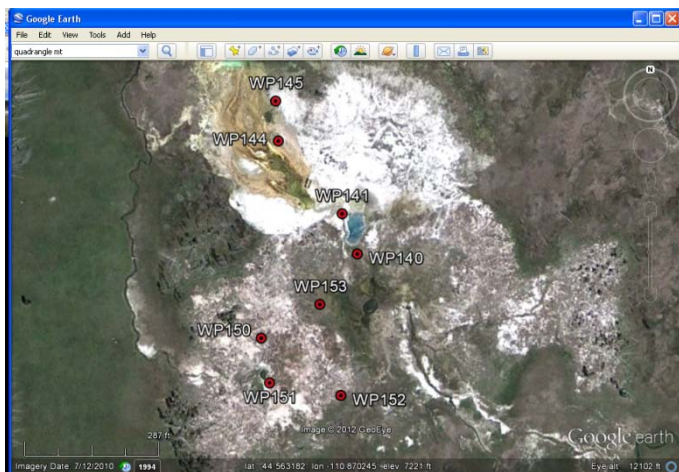 Google Earth
File Edit View Tools Add Help
quadrangle mt
N
WP145
WP144
WP141
WP140
WP153
WP150
WP151
WP152
287 ft
Image © 2012 GeoEye
Google earth
Imagery Date 7/12/2010 1994 lat 44.563182 lon -110.870245 elev 7221 ft Eye alt 12102 ft